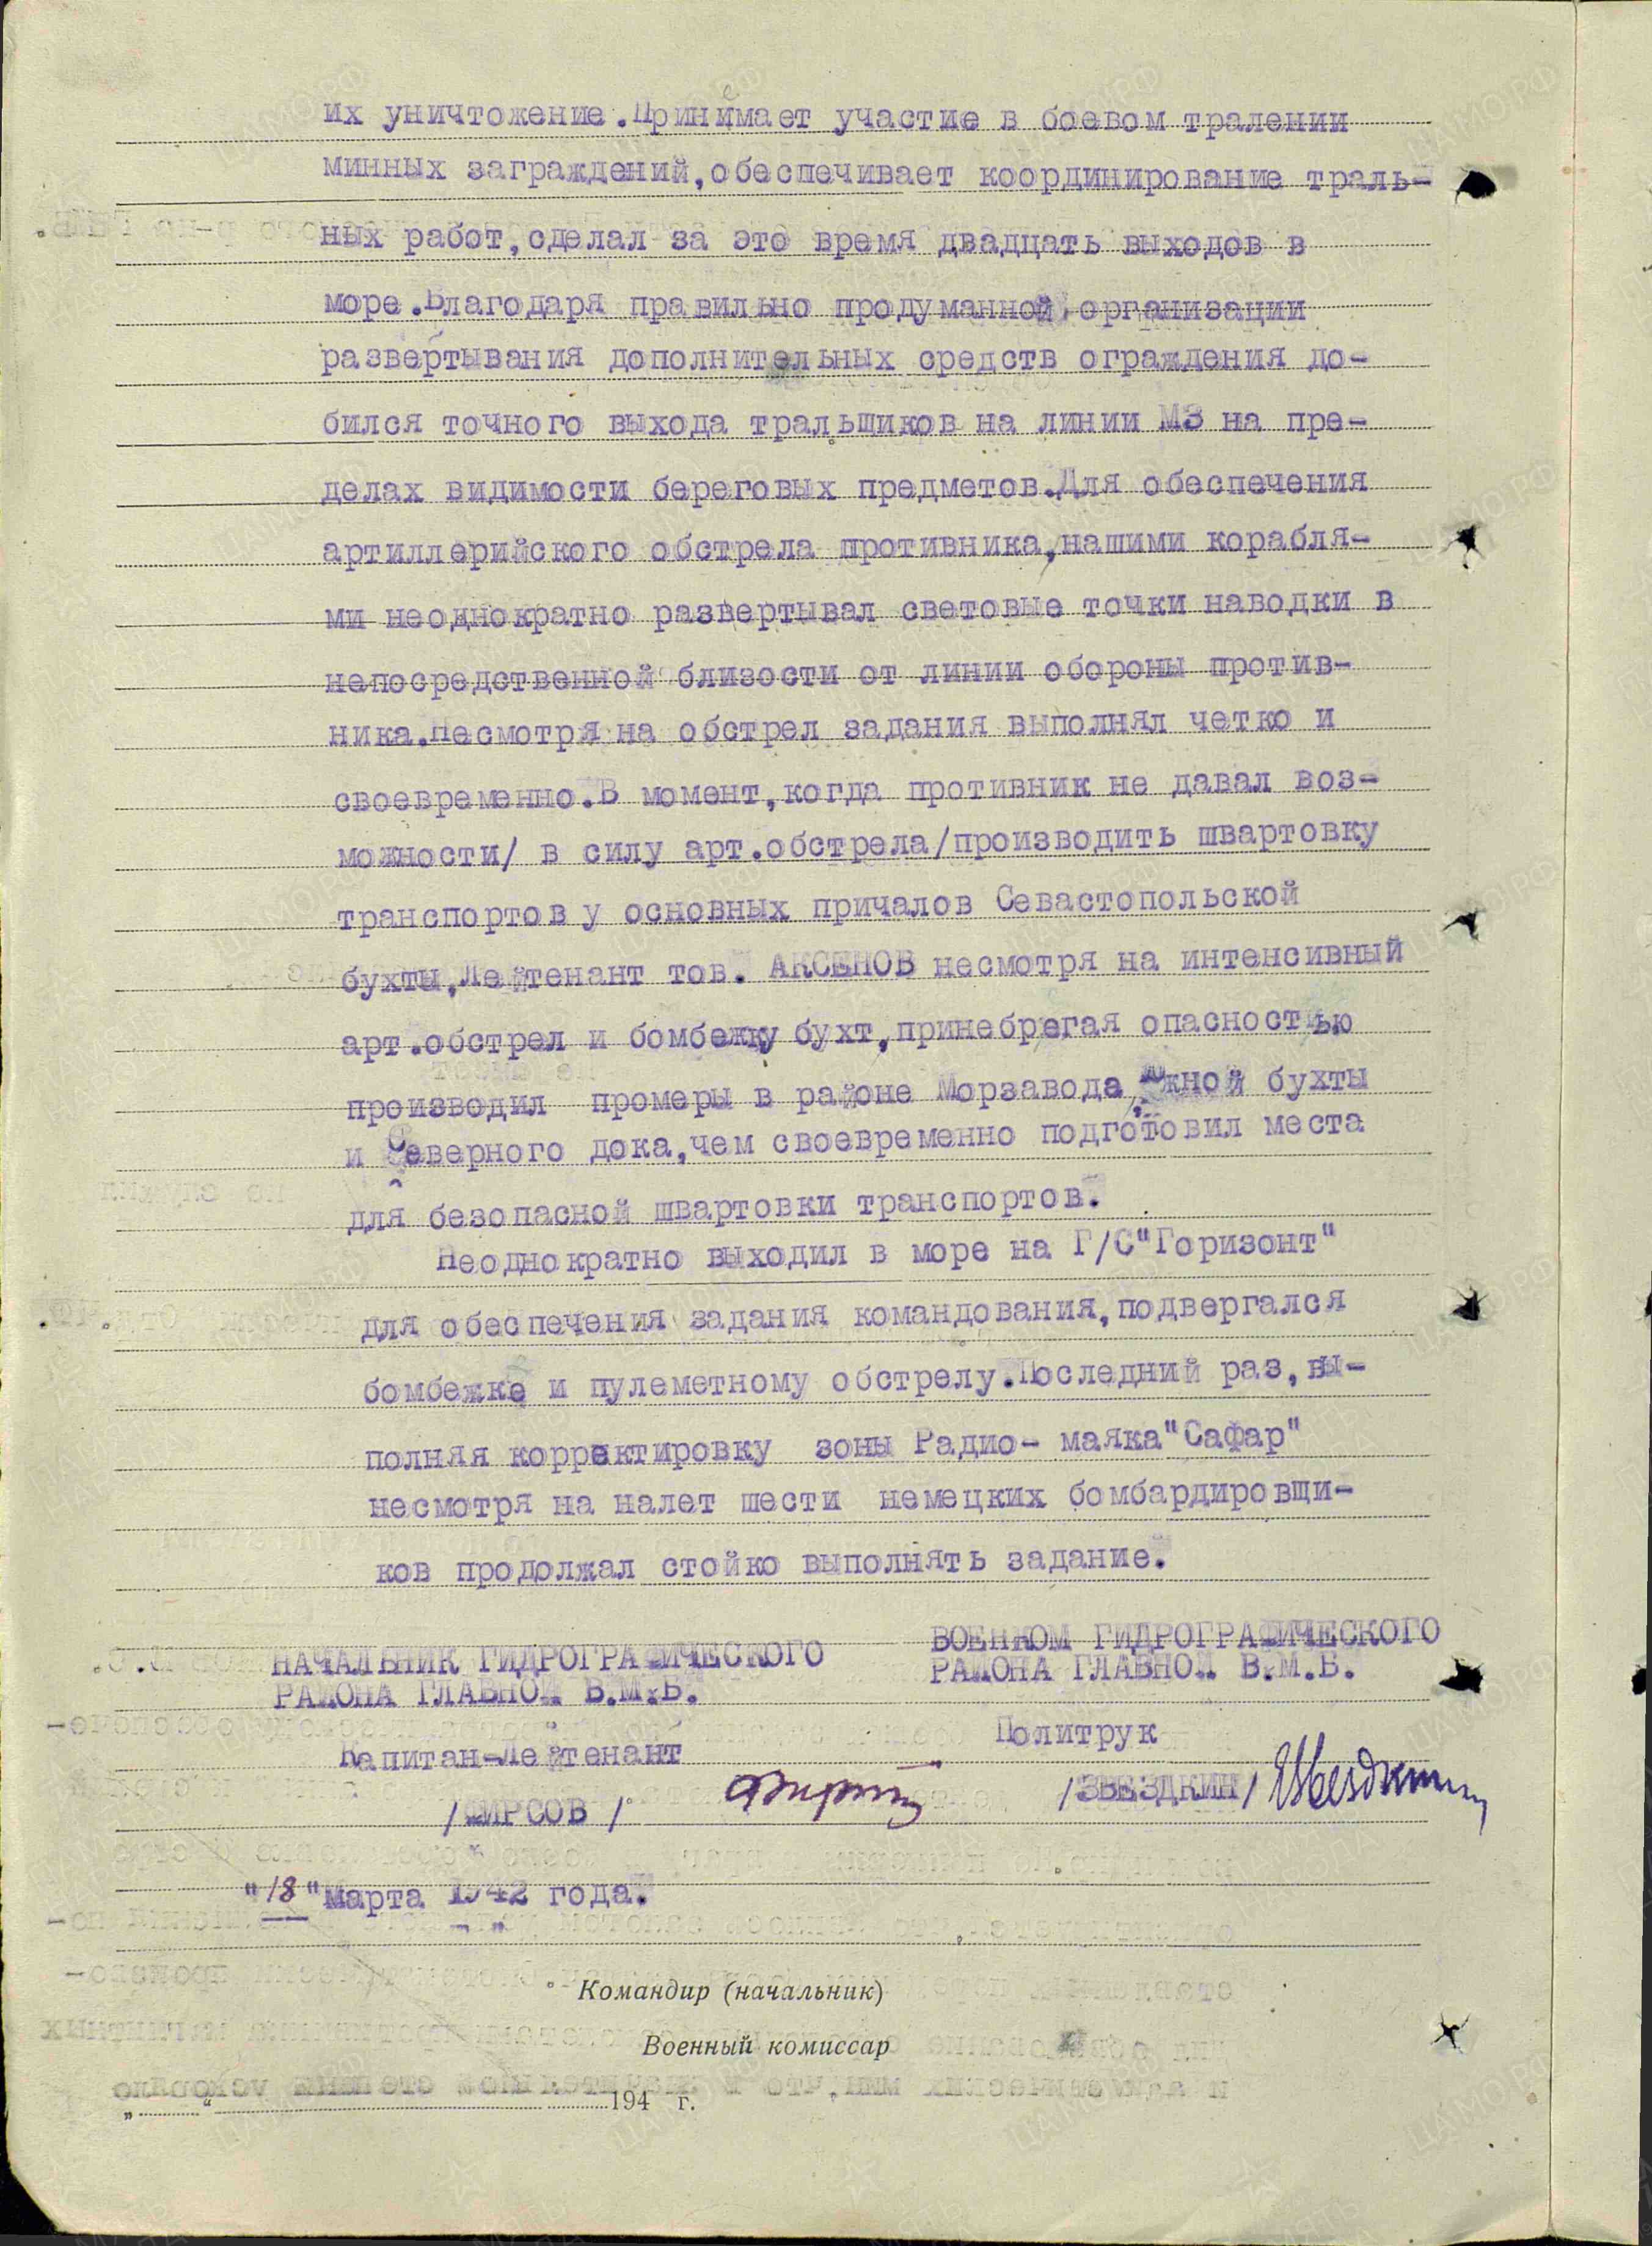 их уничтожение.Принимает участие в боевом тралении
минных заграждений,обеспечивает координирование траль-
ных работ,сделал за это время двадцать выходов в
море.Благодаря правильно продуманной организации
развертывания дополнительных средств ограждения до-
бился точного выхода тральщиков на линии МЗ на пре-
делах видимости береговых предметов.Для обеспечения
артиллерийского обстрела противника,нашими корабля-
ми неоднократно развертывал световые точки наводки в
непосредственной близости от линии обороны против-
ника.Несмотря на обстрел задания выполнял четко и
своевременно.В момент,когда противник не давал воз-
можности/ в силу арт.обстрела/производить швартовку
транспортов у основных причалов Севастопольской
бухты,Лейтенант тов. АКСЕНОВ несмотря на интенсивный
арт.обстрел и бомбежку бухт,принебрегая опасностью
производил промеры в районе Морзавода,Южной бухты
и Северного дока,чем своевременно подготовил места
для безопасной швартовки транспортов.
Неоднократно выходил в море на Г/С"Горизонт"
для обеспечения задания командования,подвергался
бомбежке и пулеметному обстрелу.Последний раз,вы-
полняя корректировку зоны Радио- маяка"Сафар"
несмотря на налет шести немецких бомбардировщи-
ков продолжал стойко выполнять задание.
НАЧАЛЬНИК ГИДРОГРАФИЧЕСКОГО
РАЙОНА ГЛАВНОЙ В.М.Б.
Капитан-Лейтенант
/ФИРСОВ /
ВОЕНКОМ ГИДРОГРАФИЧЕСКОГО
РАЙОНА ГЛАВНОЙ В.М.Б.
Политрук
/ЗВЕЗДКИН/
"18"марта 1942 года.
Командир (начальник)
Военный комиссар
„ “ 194 г.